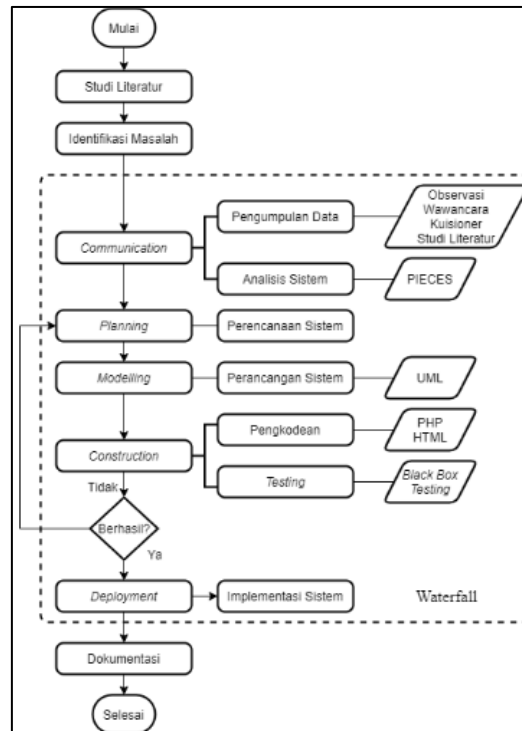 Mulai
Studi Literatur
Identifikasi Masalah
Communication
Pengumpulan Data
Observasi
Wawancara
Kuisioner
Studi Literatur
Analisis Sistem
PIECES
Planning
Perencanaan Sistem
Modelling
Perancangan Sistem
UML
Construction
Pengkodean
PHP
HTML
Testing
Black Box
Testing
Tidak
Berhasil?
Ya
Deployment
Implementasi Sistem
Waterfall
Dokumentasi
Selesai